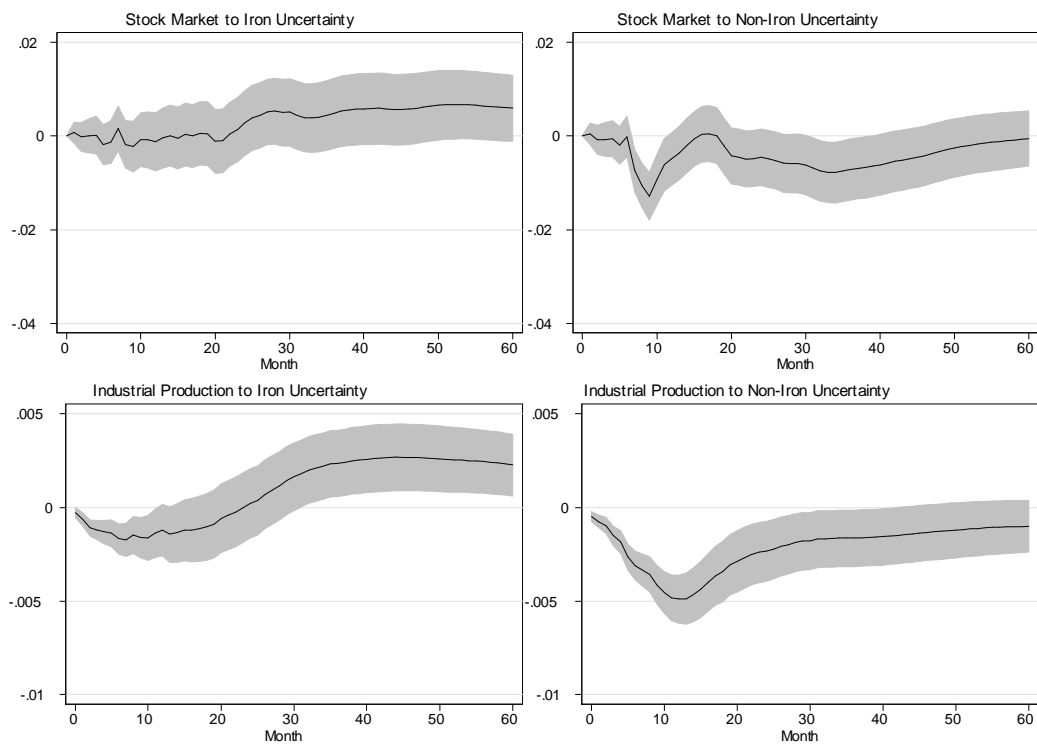 Stock Market to Iron Uncertainty
.02
0
-.02
-.04
0 10 20 30 40 50 60
Month
Stock Market to Non-Iron Uncertainty
.02
0
-.02
-.04
0 10 20 30 40 50 60
Month
Industrial Production to Iron Uncertainty
.005
0
-.005
-.01
0 10 20 30 40 50 60
Month
Industrial Production to Non-Iron Uncertainty
.005
0
-.005
-.01
0 10 20 30 40 50 60
Month